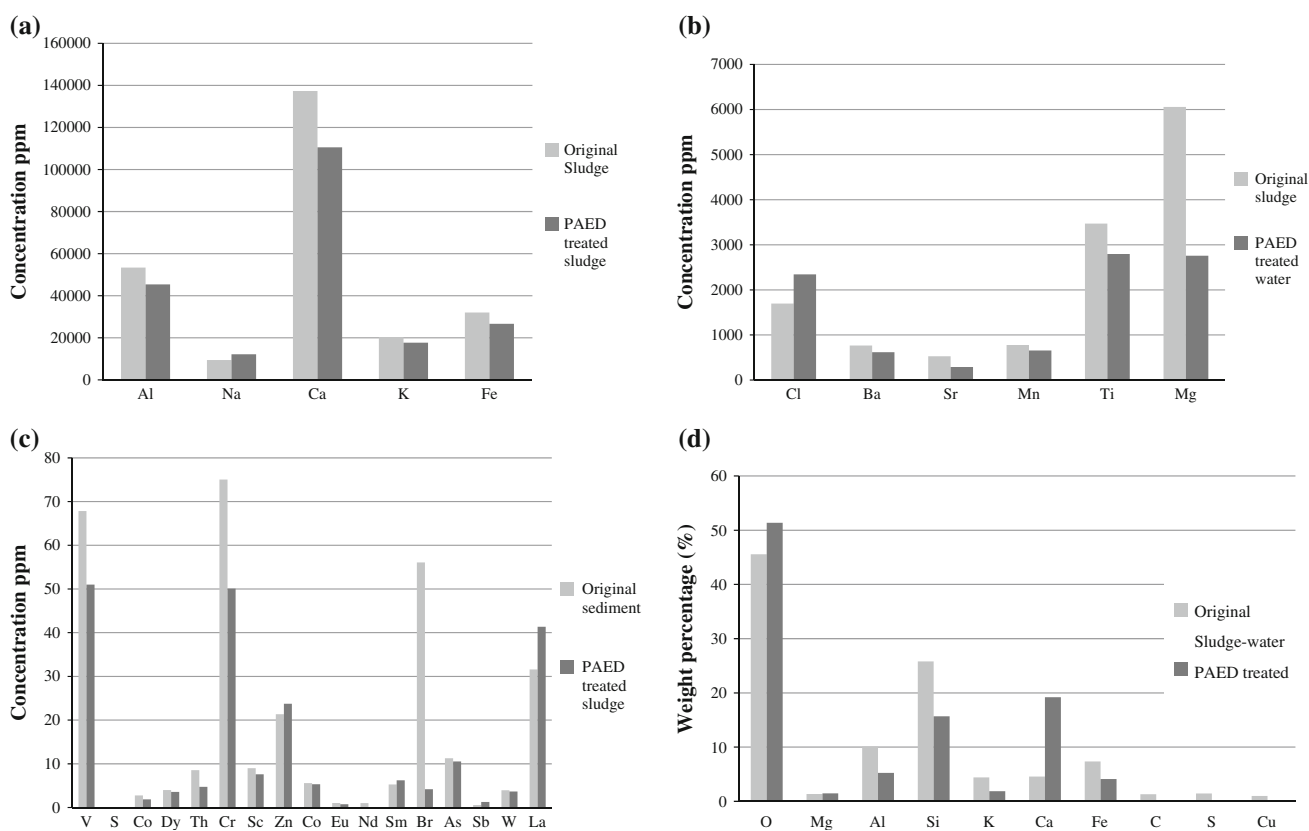 (a)
160000
140000
120000
100000
80000
60000
40000
20000
0
Concentration ppm
Al Na Ca K Fe
Original
Sludge
PAED
treated
sludge
(b)
7000
6000
5000
4000
3000
2000
1000
0
Concentration ppm
Cl Ba Sr Mn Ti Mg
Original
sludge
PAED
treated
water
(c)
80
70
60
50
40
30
20
10
0
Concentration ppm
V S Co Dy Th Cr Sc Zn Co Eu Nd Sm Br As Sb W La
Original
sediment
PAED
treated
sludge
(d)
60
50
40
30
20
10
0
Weight percentage (%)
O Mg Al Si K Ca Fe C S Cu
Original
Sludge-water
PAED treated